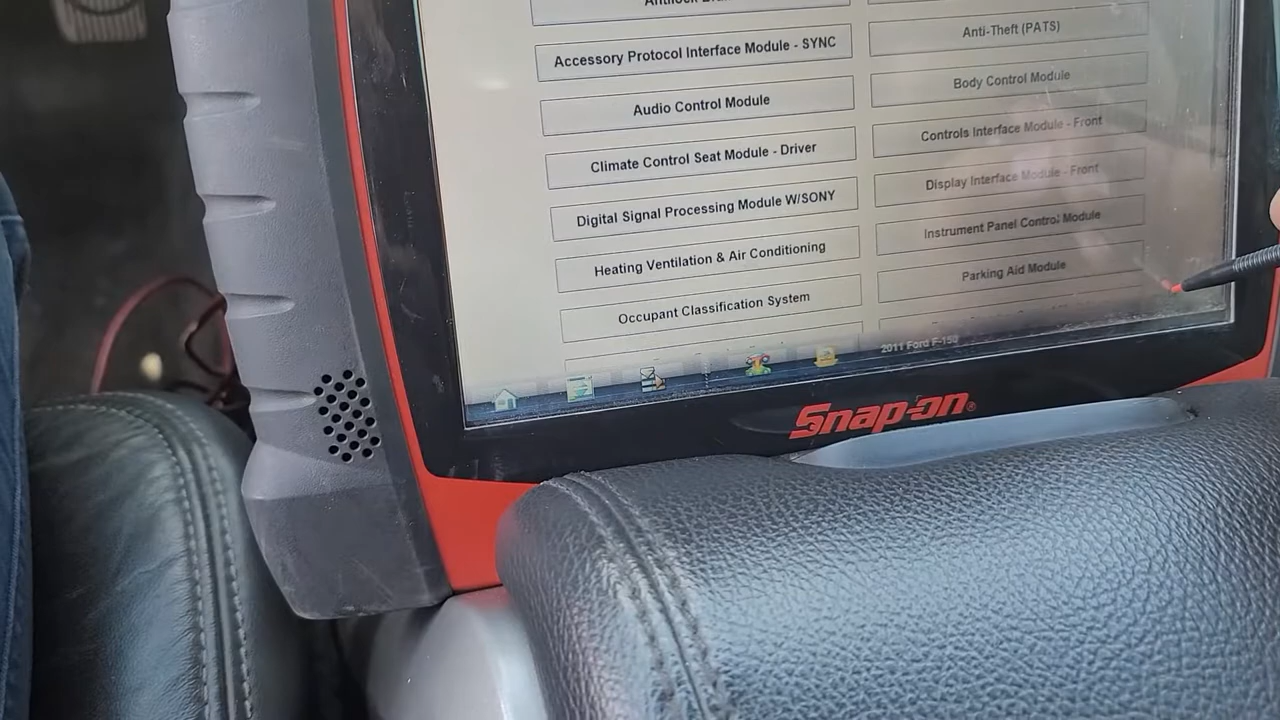 Antilock
Accessory Protocol Interface Module - SYNC
Anti-Theft (PATS)
Audio Control Module
Body Control Module
Climate Control Seat Module - Driver
Controls Interface Module - Front
Digital Signal Processing Module W/SONY
Display Interface Module - Front
Heating Ventilation & Air Conditioning
Instrument Panel Control Module
Occupant Classification System
Parking Aid Module
2011 Ford F-150
Snap-on®